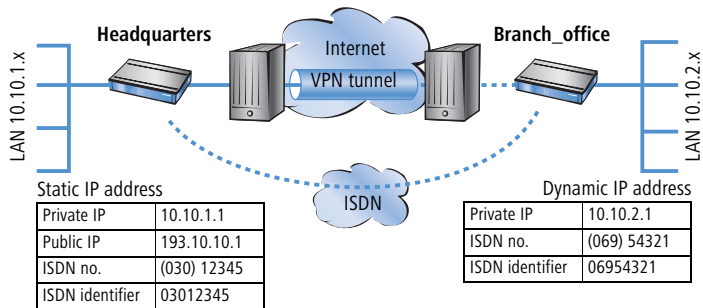 Headquarters
Internet
Branch_office
VPN tunnel
LAN 10.10.1.x
LAN 10.10.2.x
ISDN
Static IP address
Private IP 10.10.1.1
Public IP 193.10.10.1
ISDN no. (030) 12345
ISDN identifier 03012345
Dynamic IP address
Private IP 10.10.2.1
ISDN no. (069) 54321
ISDN identifier 06954321